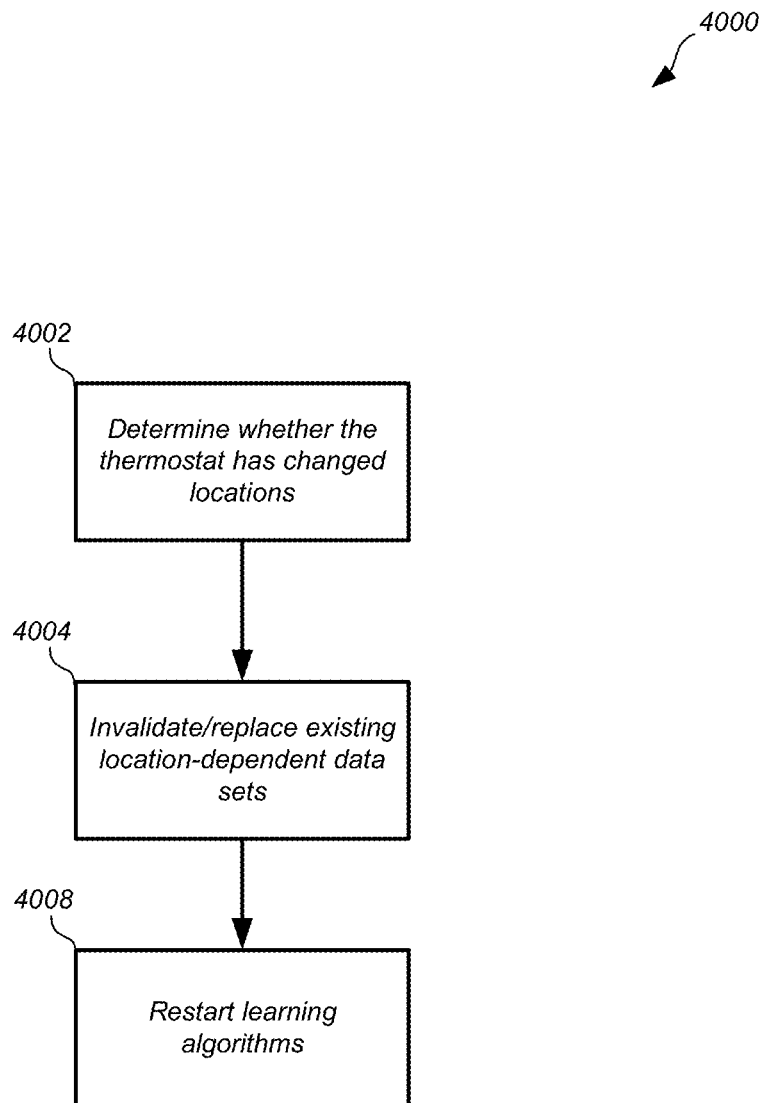 4000
4002
Determine whether the
thermostat has changed
locations
4004
Invalidate/replace existing
location-dependent data
sets
4008
Restart learning
algorithms